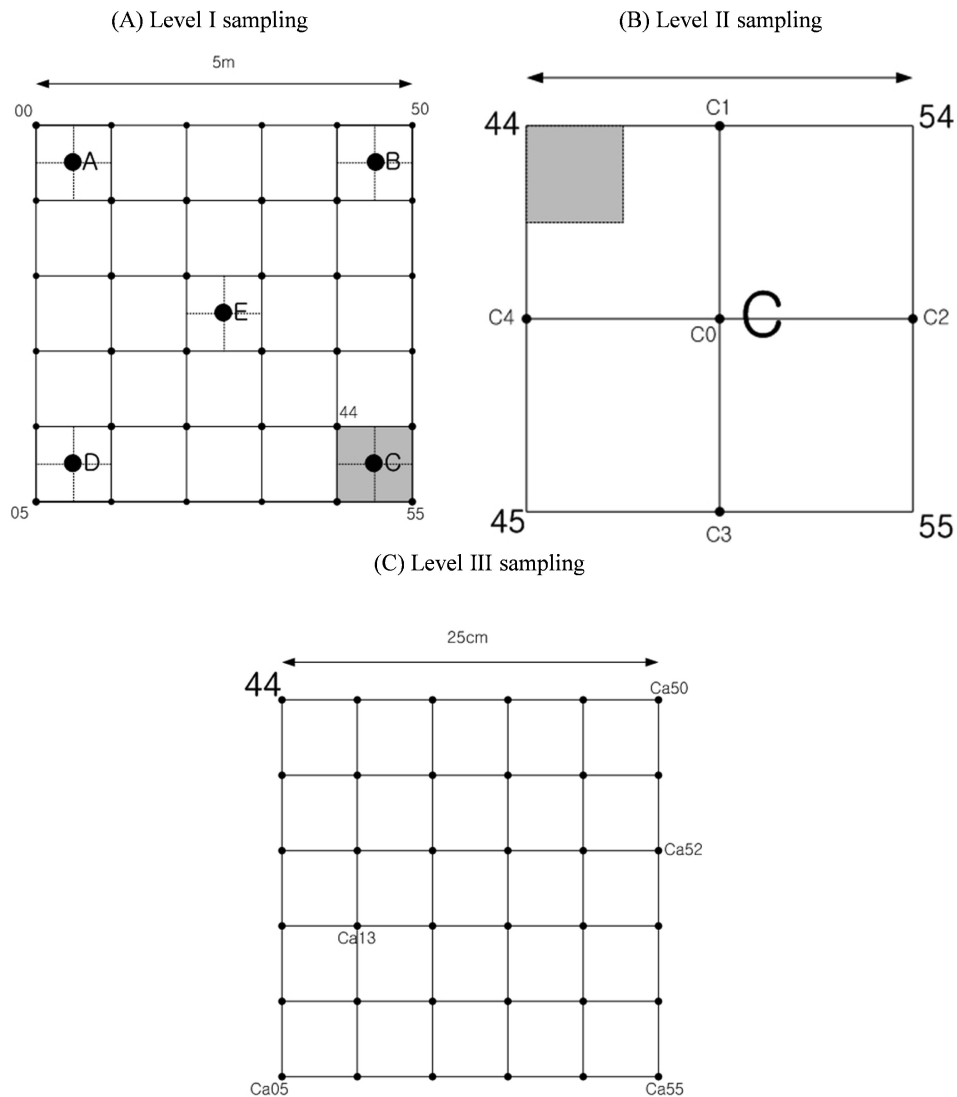 (A) Level I sampling
(B) Level II sampling
5m
00
50
A
B
E
44
D
C
05
55
44
C1
54
C4
C0
C
C2
45
C3
55
(C) Level III sampling
25cm
44
Ca50
Ca52
Ca13
Ca05
Ca55